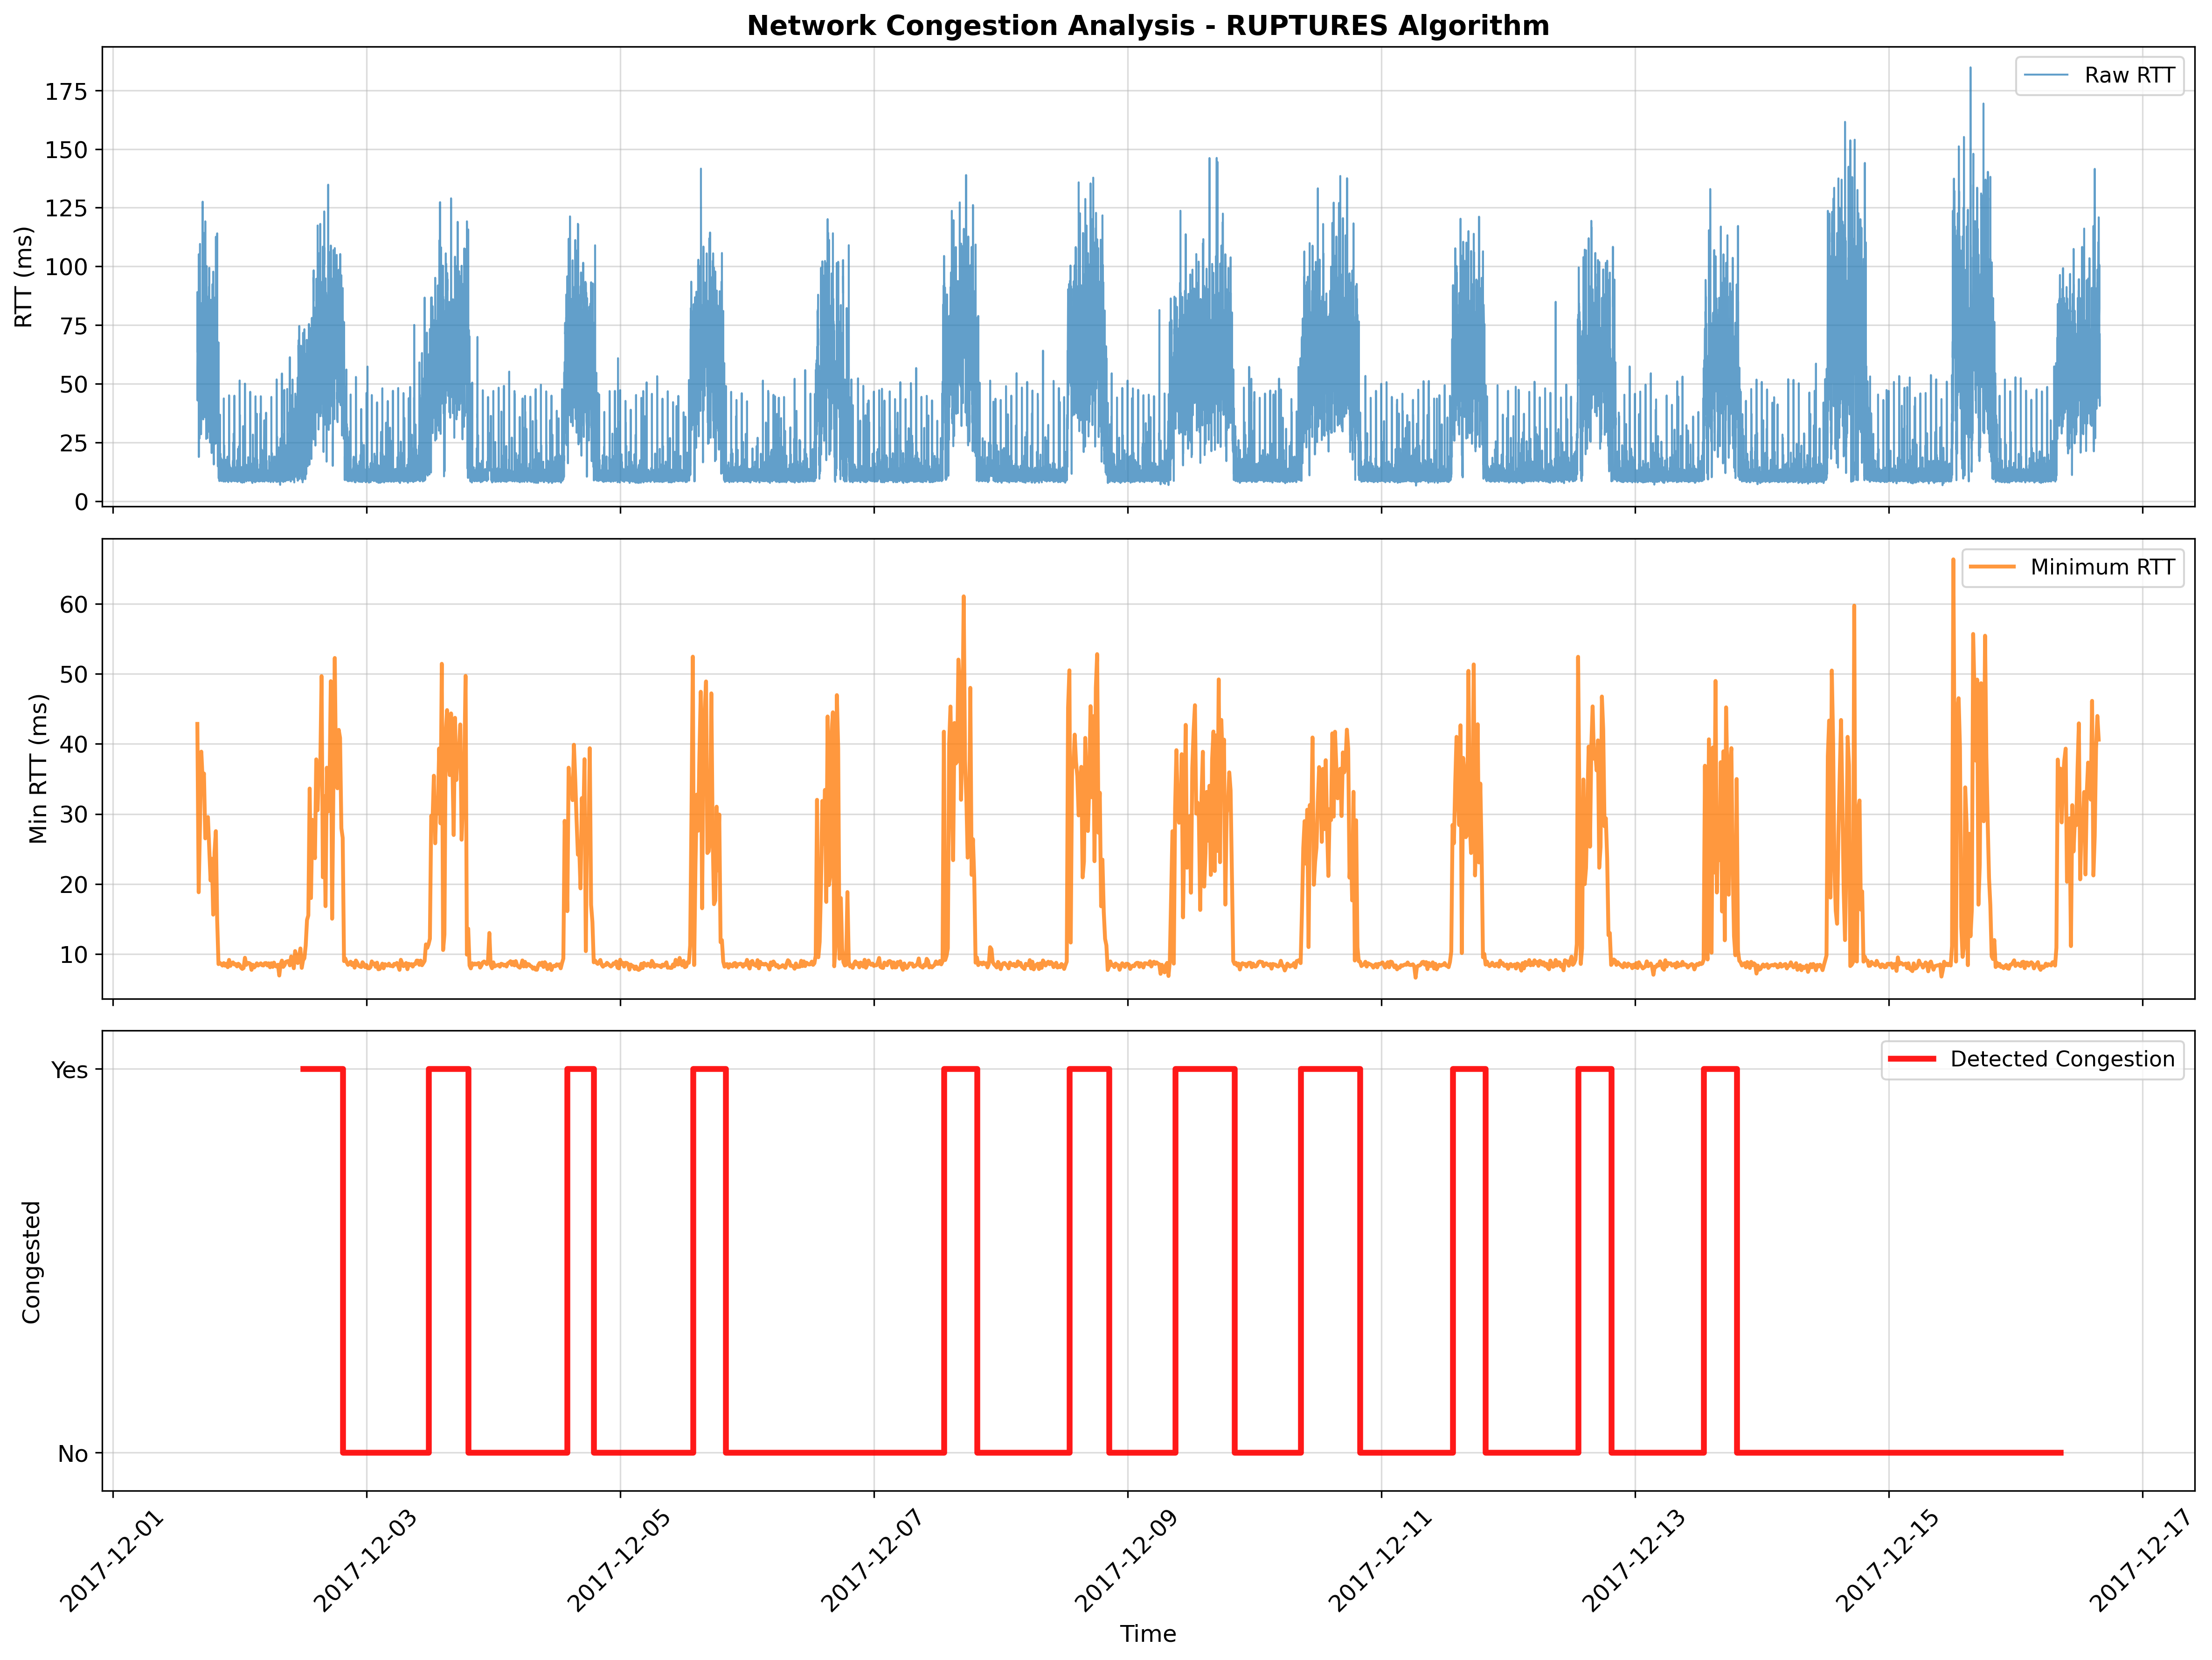 Network Congestion Analysis - RUPTURES Algorithm
Raw RTT
175
150
125
100
75
50
25
0
RTT (ms)
Minimum RTT
60
50
40
30
20
10
Min RTT (ms)
Detected Congestion
Yes
No
Congested
2017-12-01
2017-12-03
2017-12-05
2017-12-07
2017-12-09
2017-12-11
2017-12-13
2017-12-15
2017-12-17
Time